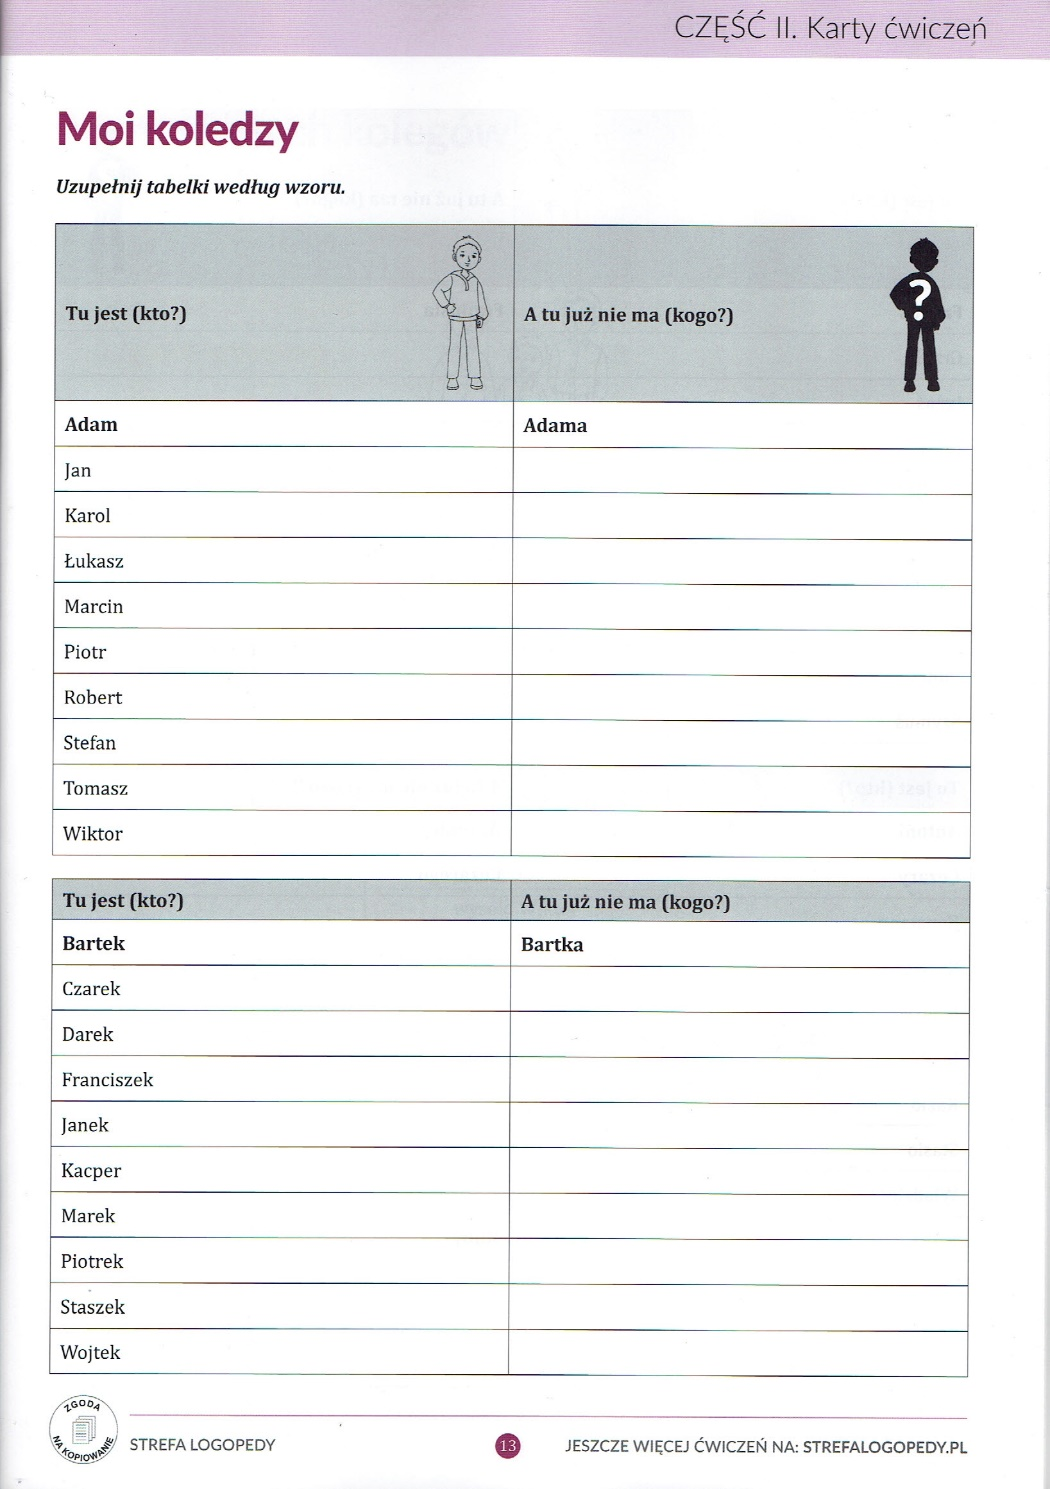 CZĘŚĆ II. Karty ćwiczeń
Moi koledzy
Uzupełnij tabelki według wzoru.
Tu jest (kto?) A tu już nie ma (kogo?)
?
Adam Adama
Jan
Karol
Łukasz
Marcin
Piotr
Robert
Stefan
Tomasz
Wiktor
Tu jest (kto?) A tu już nie ma (kogo?)
Bartek Bartka
Czarek
Darek
Franciszek
Janek
Kacper
Marek
Piotrek
Staszek
Wojtek
ZGODA
NA KOPIOWANIE
STREFA LOGOPEDY 13 JESZCZE WIĘCEJ ĆWICZEŃ NA: STREFALOGOPEDY.PL